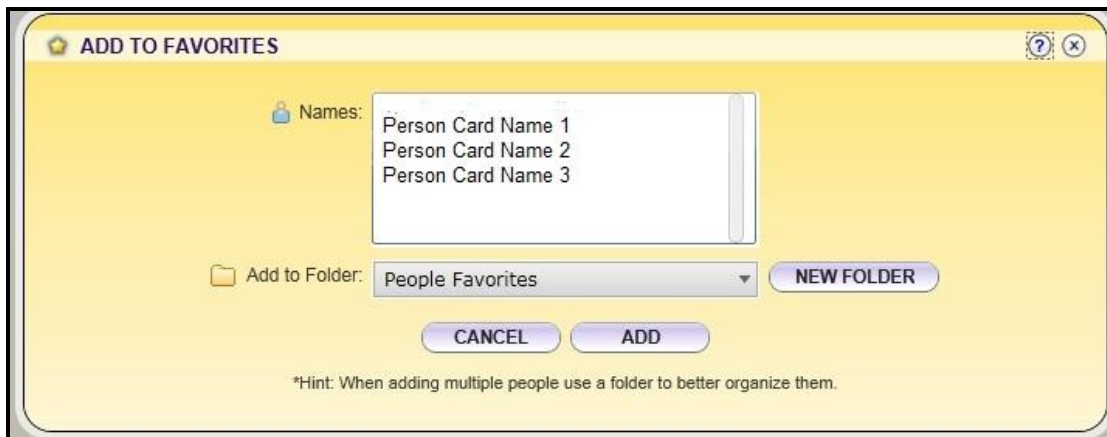 ADD TO FAVORITES ?
Names:
Person Card Name 1
Person Card Name 2
Person Card Name 3
Add to Folder: People Favorites NEW FOLDER
CANCEL ADD
*Hint: When adding multiple people use a folder to better organize them.